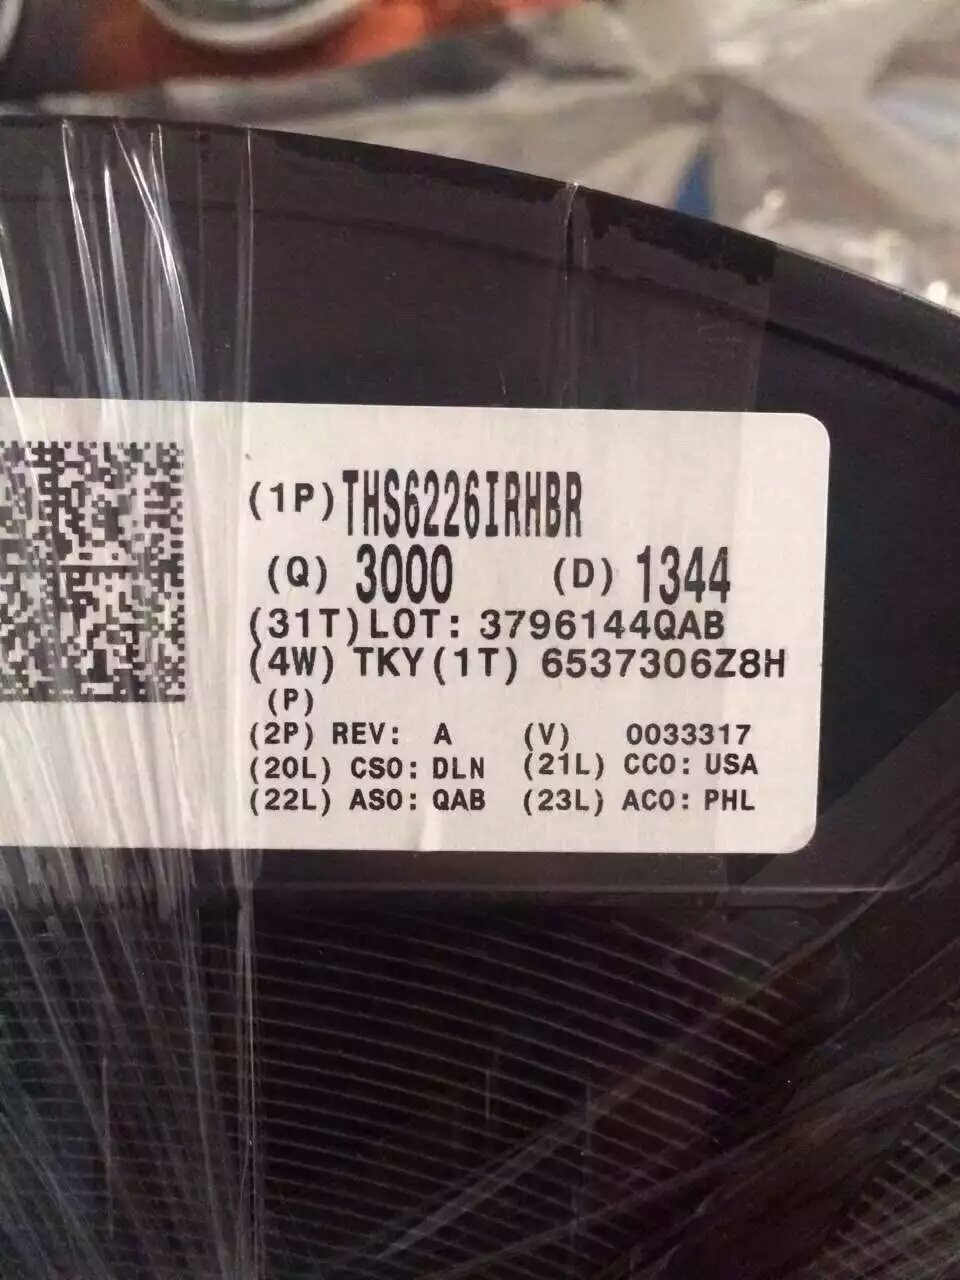 (1P) THS6226IRHBR
(Q) 3000 (D) 1344
(31T) LOT: 3796144QAB
(4W) TKY (1T) 6537306Z8H
(P)
(2P) REV: A (V) 0033317
(20L) CSO: DLN (21L) CCO: USA
(22L) ASO: QAB (23L) ACO: PHL